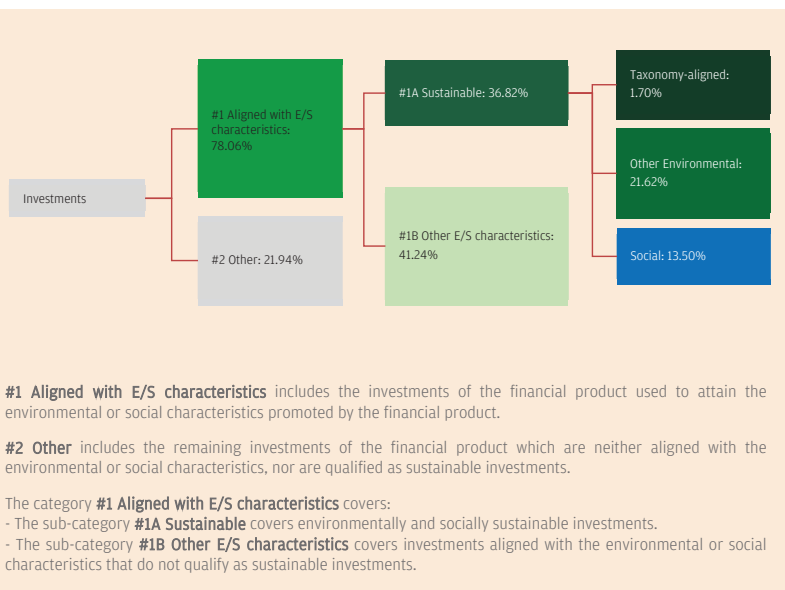 Investments
#1 Aligned with E/S
characteristics:
78.06%
#2 Other: 21.94%
#1A Sustainable: 36.82%
#1B Other E/S characteristics:
41.24%
Taxonomy-aligned:
1.70%
Other Environmental:
21.62%
Social: 13.50%
#1 Aligned with E/S characteristics includes the investments of the financial product used to attain the
environmental or social characteristics promoted by the financial product.
#2 Other includes the remaining investments of the financial product which are neither aligned with the
environmental or social characteristics, nor are qualified as sustainable investments.
The category #1 Aligned with E/S characteristics covers:
- The sub-category #1A Sustainable covers environmentally and socially sustainable investments.
- The sub-category #1B Other E/S characteristics covers investments aligned with the environmental or social
characteristics that do not qualify as sustainable investments.